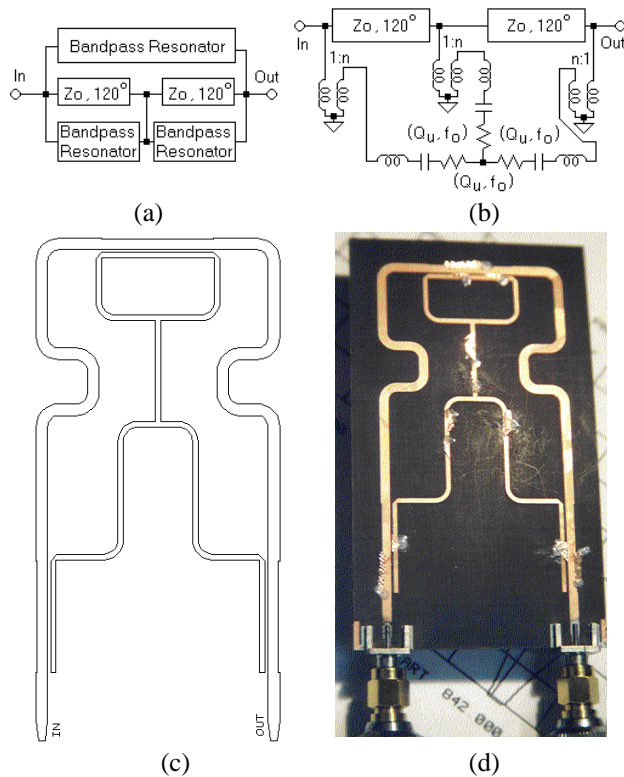 Bandpass Resonator
In
Out
Zo, 120°
Zo, 120°
Bandpass
Resonator
Bandpass
Resonator
(a)
Zo, 120°
Zo, 120°
In
Out
1:n
1:n
n:1
(Qu, fo)
(Qu, fo)
(Qu, fo)
(b)
IN
OUT
(c)
ART
842.000
(d)